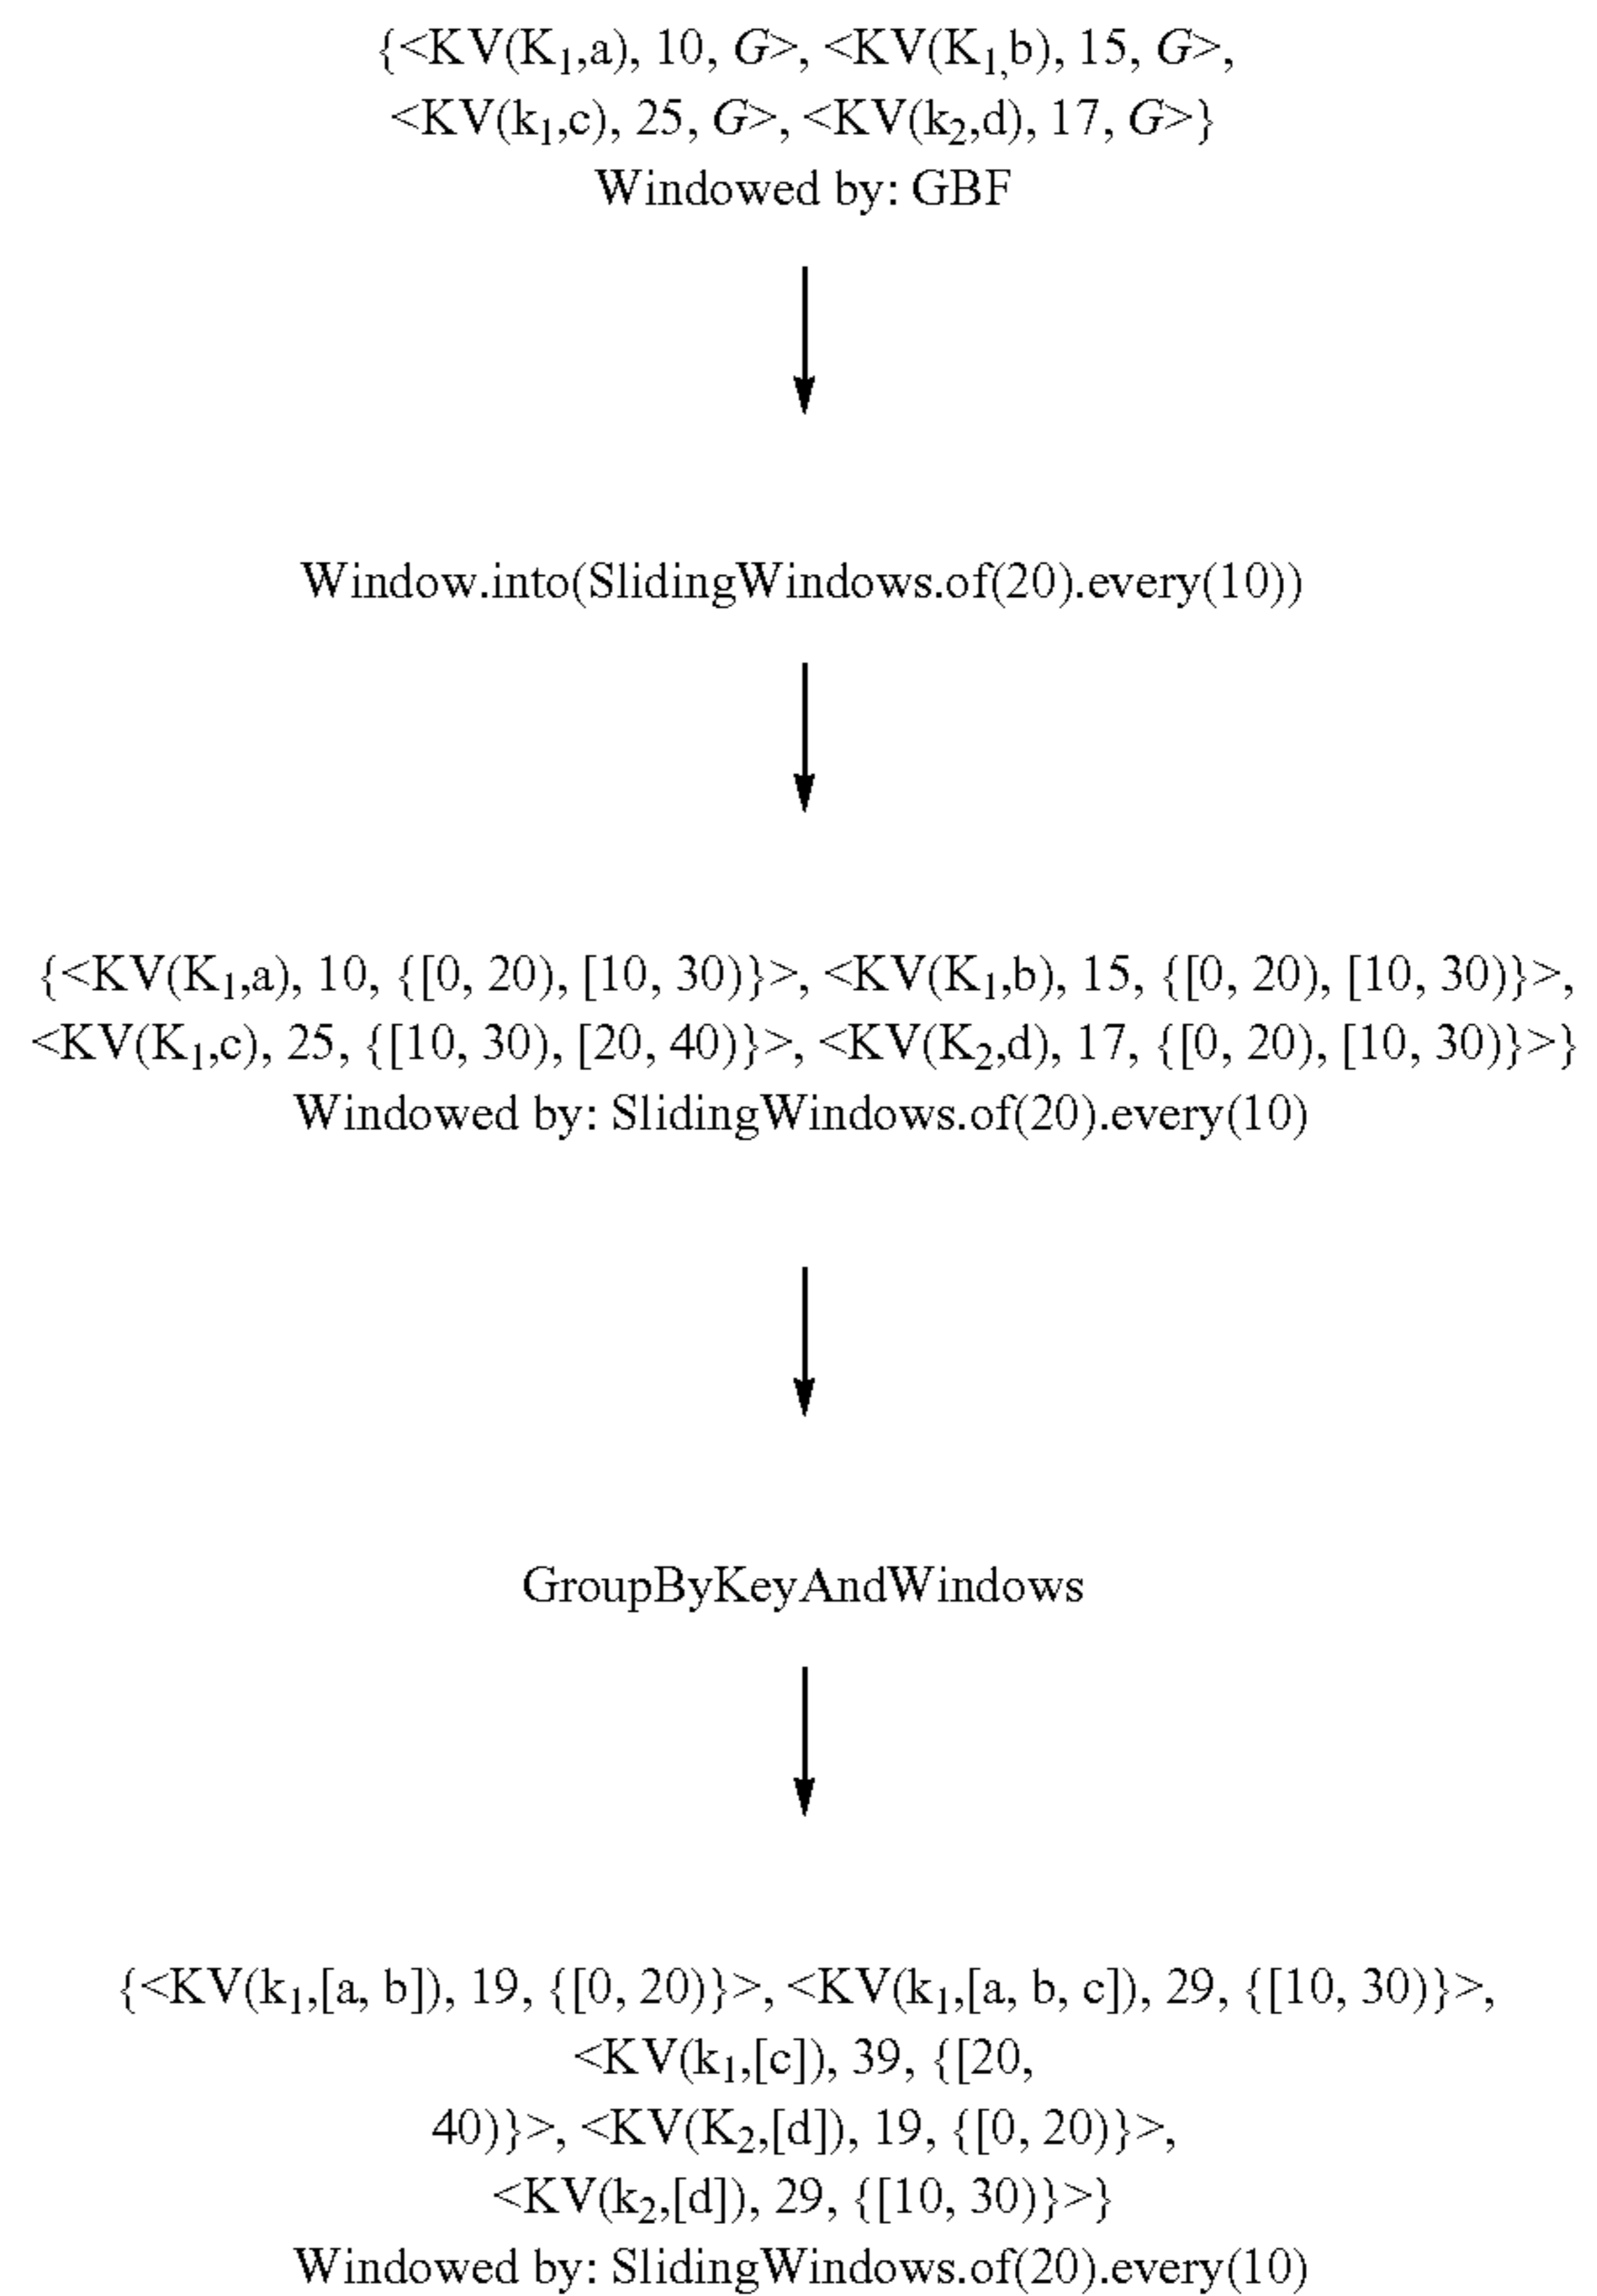 {<KV(K₁,a), 10, G>, <KV(K₁,b), 15, G>,
<KV(k₁,c), 25, G>, <KV(k₂,d), 17, G>}
Windowed by: GBF
Window.into(SlidingWindows.of(20).every(10))
{<KV(K₁,a), 10, {[0, 20), [10, 30)}>, <KV(K₁,b), 15, {[0, 20), [10, 30)}>,
<KV(K₁,c), 25, {[10, 30), [20, 40)}>, <KV(K₂,d), 17, {[0, 20), [10, 30)}>}
Windowed by: SlidingWindows.of(20).every(10)
GroupByKeyAndWindows
{<KV(k₁,[a, b]), 19, {[0, 20)}>, <KV(k₁,[a, b, c]), 29, {[10, 30)}>,
<KV(k₁,[c]), 39, {[20,
40)}>, <KV(K₂,[d]), 19, {[0, 20)}>,
<KV(k₂,[d]), 29, {[10, 30)}>}
Windowed by: SlidingWindows.of(20).every(10)